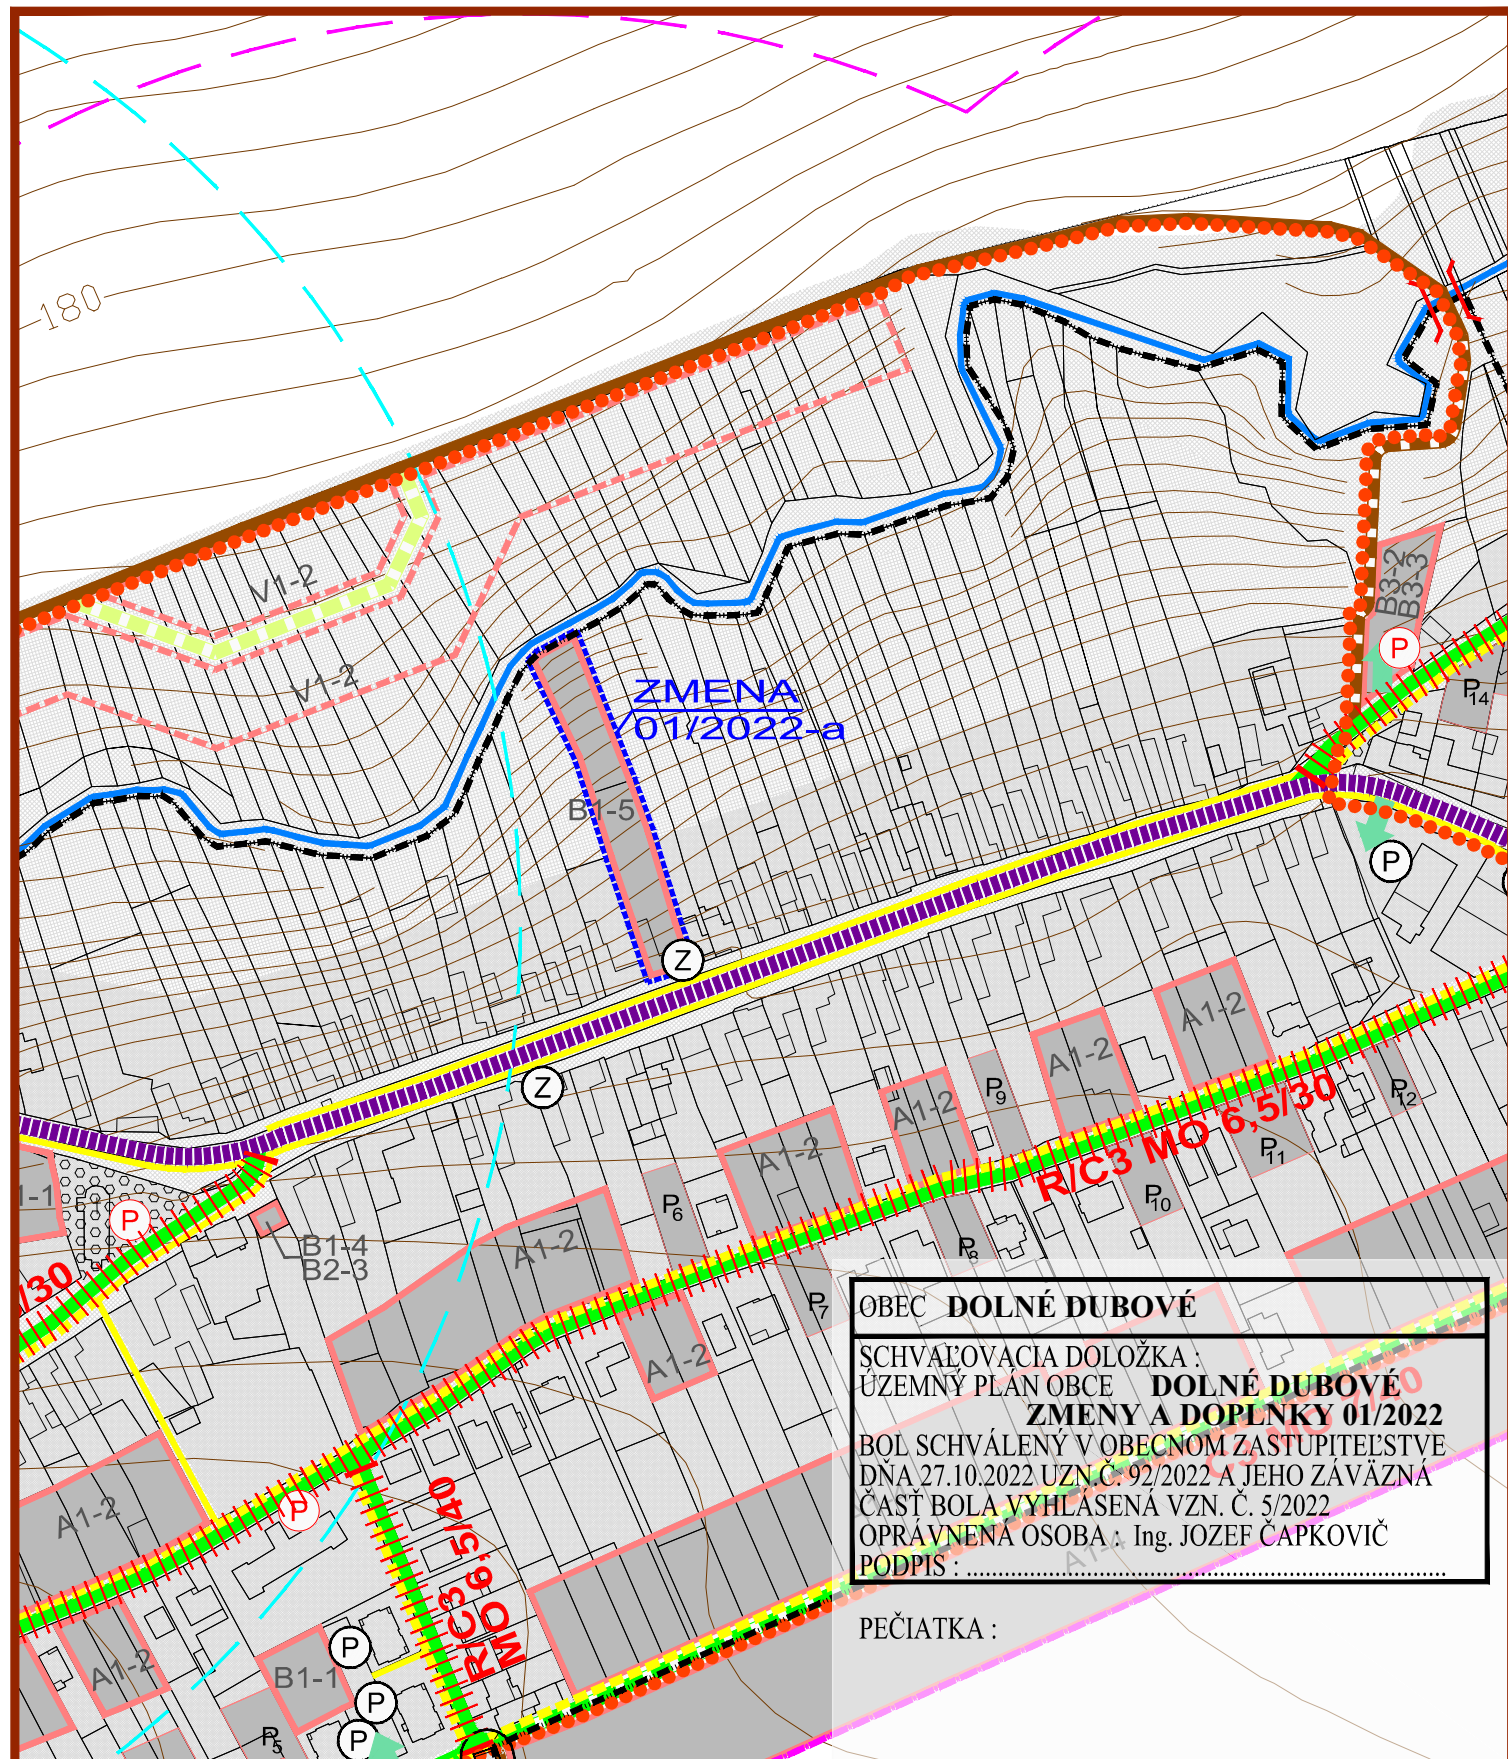 180
V1-2
V1-2
ZMENA
01/2022-a
B1-5
B3-2
B3-3
P
P14
P
Z
Z
A1-2
A1-2
A1-2
A1-2
A1-2
A1-2
A1-2
A1-2
P9
P12
P11
P10
P8
P6
P7
R/C3 MO 6,5/30
1-1
P
/30
B1-4
B2-3
P
R/C3
MO 6,5/40
A1-2
B1-1
P
P
P
P5
OBEC DOLNÉ DUBOVÉ
SCHVAĽOVACIA DOLOŽKA :
ÚZEMNÝ PLÁN OBCE DOLNÉ DUBOVÉ
ZMENY A DOPLNKY 01/2022
BOL SCHVÁLENÝ V OBECNOM ZASTUPITEĽSTVE
DŇA 27.10.2022 UZN Č. 92/2022 A JEHO ZÁVÄZNÁ
ČASŤ BOLA VYHLÁSENÁ VZN. Č. 5/2022
OPRÁVNENÁ OSOBA : Ing. JOZEF ČAPKOVIČ
PODPIS : ...........................................................................
PEČIATKA :